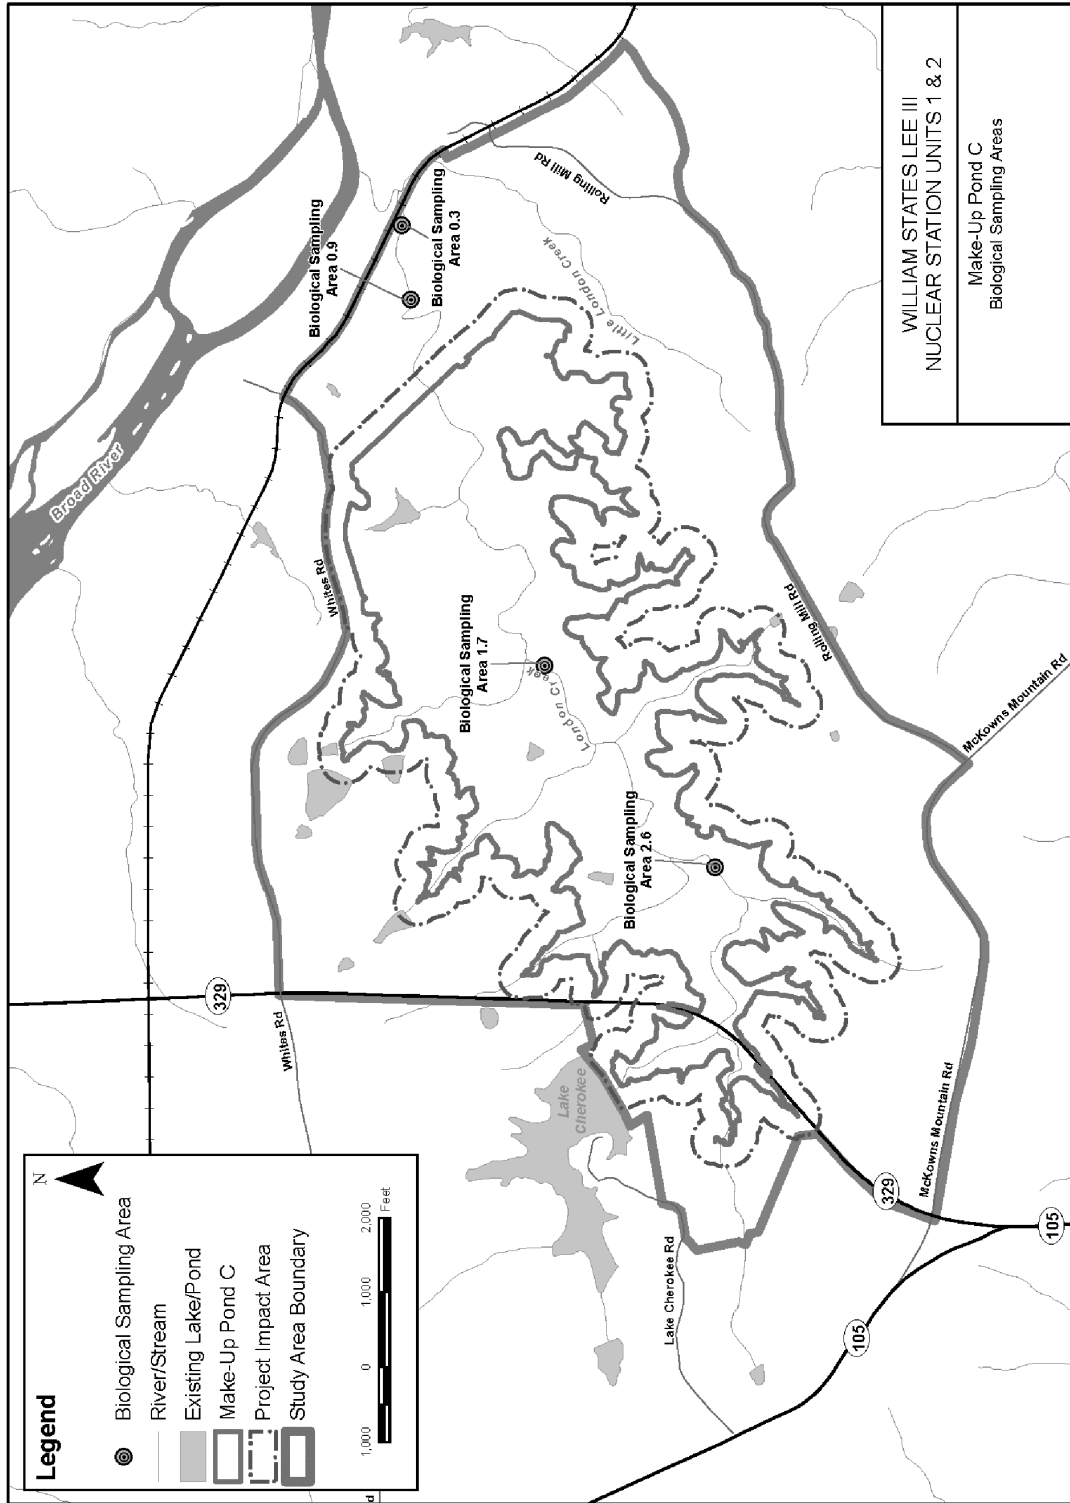 Legend
Biological Sampling Area
River/Stream
Existing Lake/Pond
Make-Up Pond C
Project Impact Area
Study Area Boundary
1,000 0 1,000 2,000
Feet
N
d
Broad River
Biological Sampling
Area 0.9
Biological Sampling
Area 0.3
Rolling Mill Rd
Little London Creek
Whites Rd
Biological Sampling
Area 1.7
London Creek
Biological Sampling
Area 2.6
Rolling Mill Rd
McKowns Mountain Rd
329
Whites Rd
Lake
Cherokee
Lake Cherokee Rd
329
McKowns Mountain Rd
105
105
WILLIAM STATES LEE III
NUCLEAR STATION UNITS 1 & 2
Make-Up Pond C
Biological Sampling Areas